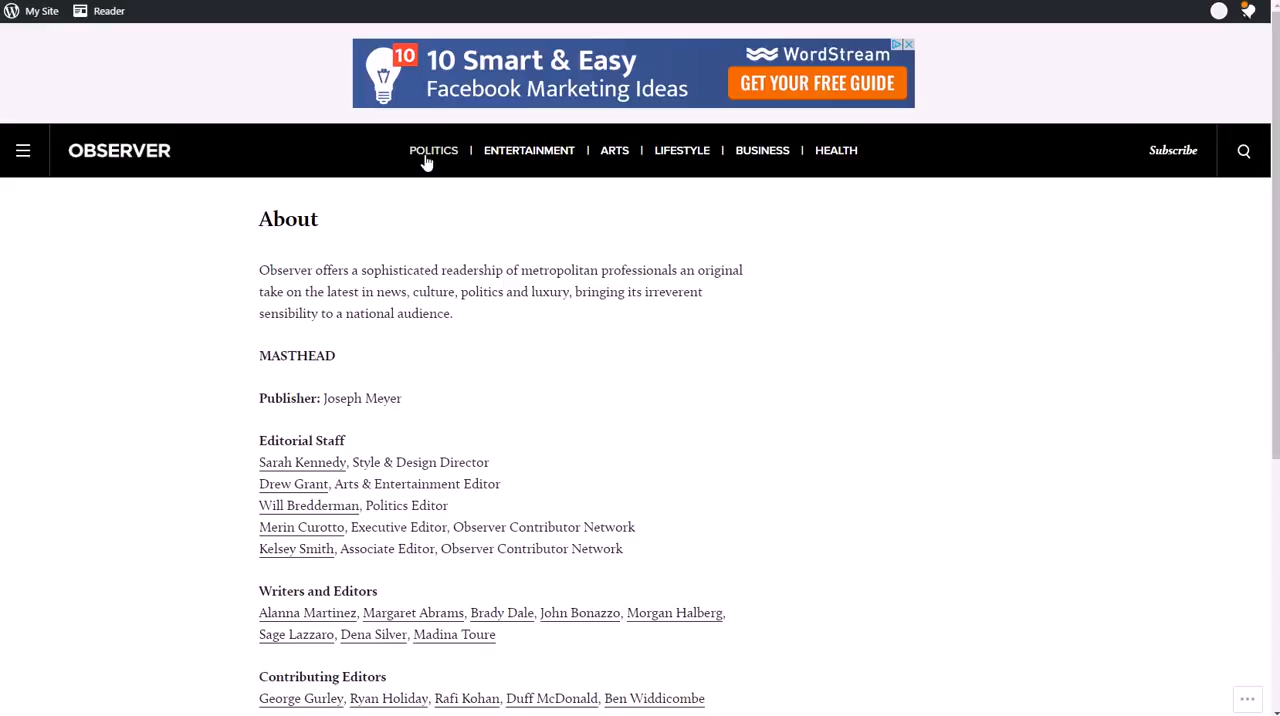 My Site Reader
10 10 Smart & Easy
Facebook Marketing Ideas
WordStream
GET YOUR FREE GUIDE
OBSERVER POLITICS | ENTERTAINMENT | ARTS | LIFESTYLE | BUSINESS | HEALTH Subscribe
About
Observer offers a sophisticated readership of metropolitan professionals an original
take on the latest in news, culture, politics and luxury, bringing its irreverent
sensibility to a national audience.
MASTHEAD
Publisher: Joseph Meyer
Editorial Staff
Sarah Kennedy, Style & Design Director
Drew Grant, Arts & Entertainment Editor
Will Bredderman, Politics Editor
Merin Curotto, Executive Editor, Observer Contributor Network
Kelsey Smith, Associate Editor, Observer Contributor Network
Writers and Editors
Alanna Martinez, Margaret Abrams, Brady Dale, John Bonazzo, Morgan Halberg,
Sage Lazzaro, Dena Silver, Madina Toure
Contributing Editors
George Gurley, Ryan Holiday, Rafi Kohan, Duff McDonald, Ben Widdicombe